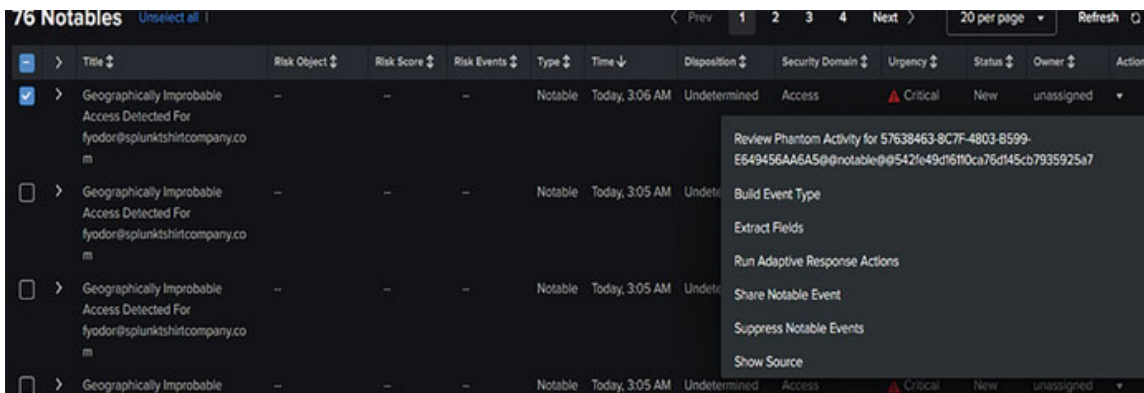 76 Notables Unselect all | < Prev 1 2 3 4 Next > 20 per page Refresh
Title Risk Object Risk Score Risk Events Type Time Disposition Security Domain Urgency Status Owner Action
Geographically Improbable -- -- -- Notable Today, 3:06 AM Undetermined Access Critical New unassigned
Access Detected For
fyodor@splunktshirtcompany.co
m
Review Phantom Activity for 57638463-8C7F-4803-B599-
E649456AA6A5@@notable@@542fe49d16110ca76d145cb7935925a7
Build Event Type
Extract Fields
Run Adaptive Response Actions
Share Notable Event
Suppress Notable Events
Show Source
Geographically Improbable -- -- -- Notable Today, 3:05 AM Undete
Access Detected For
fyodor@splunktshirtcompany.co
m
Geographically Improbable -- -- -- Notable Today, 3:05 AM Undete
Access Detected For
fyodor@splunktshirtcompany.co
m
Geographically Improbable -- -- -- Notable Today, 3:05 AM Undetermined Access Critical New unassigned